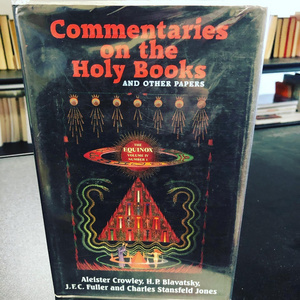 Commentaries
on the
Holy Books
AND OTHER PAPERS
THE
EQUINOX
VOLUME IV
NUMBER 1
Aleister Crowley, H.P. Blavatsky,
J.F.C. Fuller and Charles Stansfeld Jones